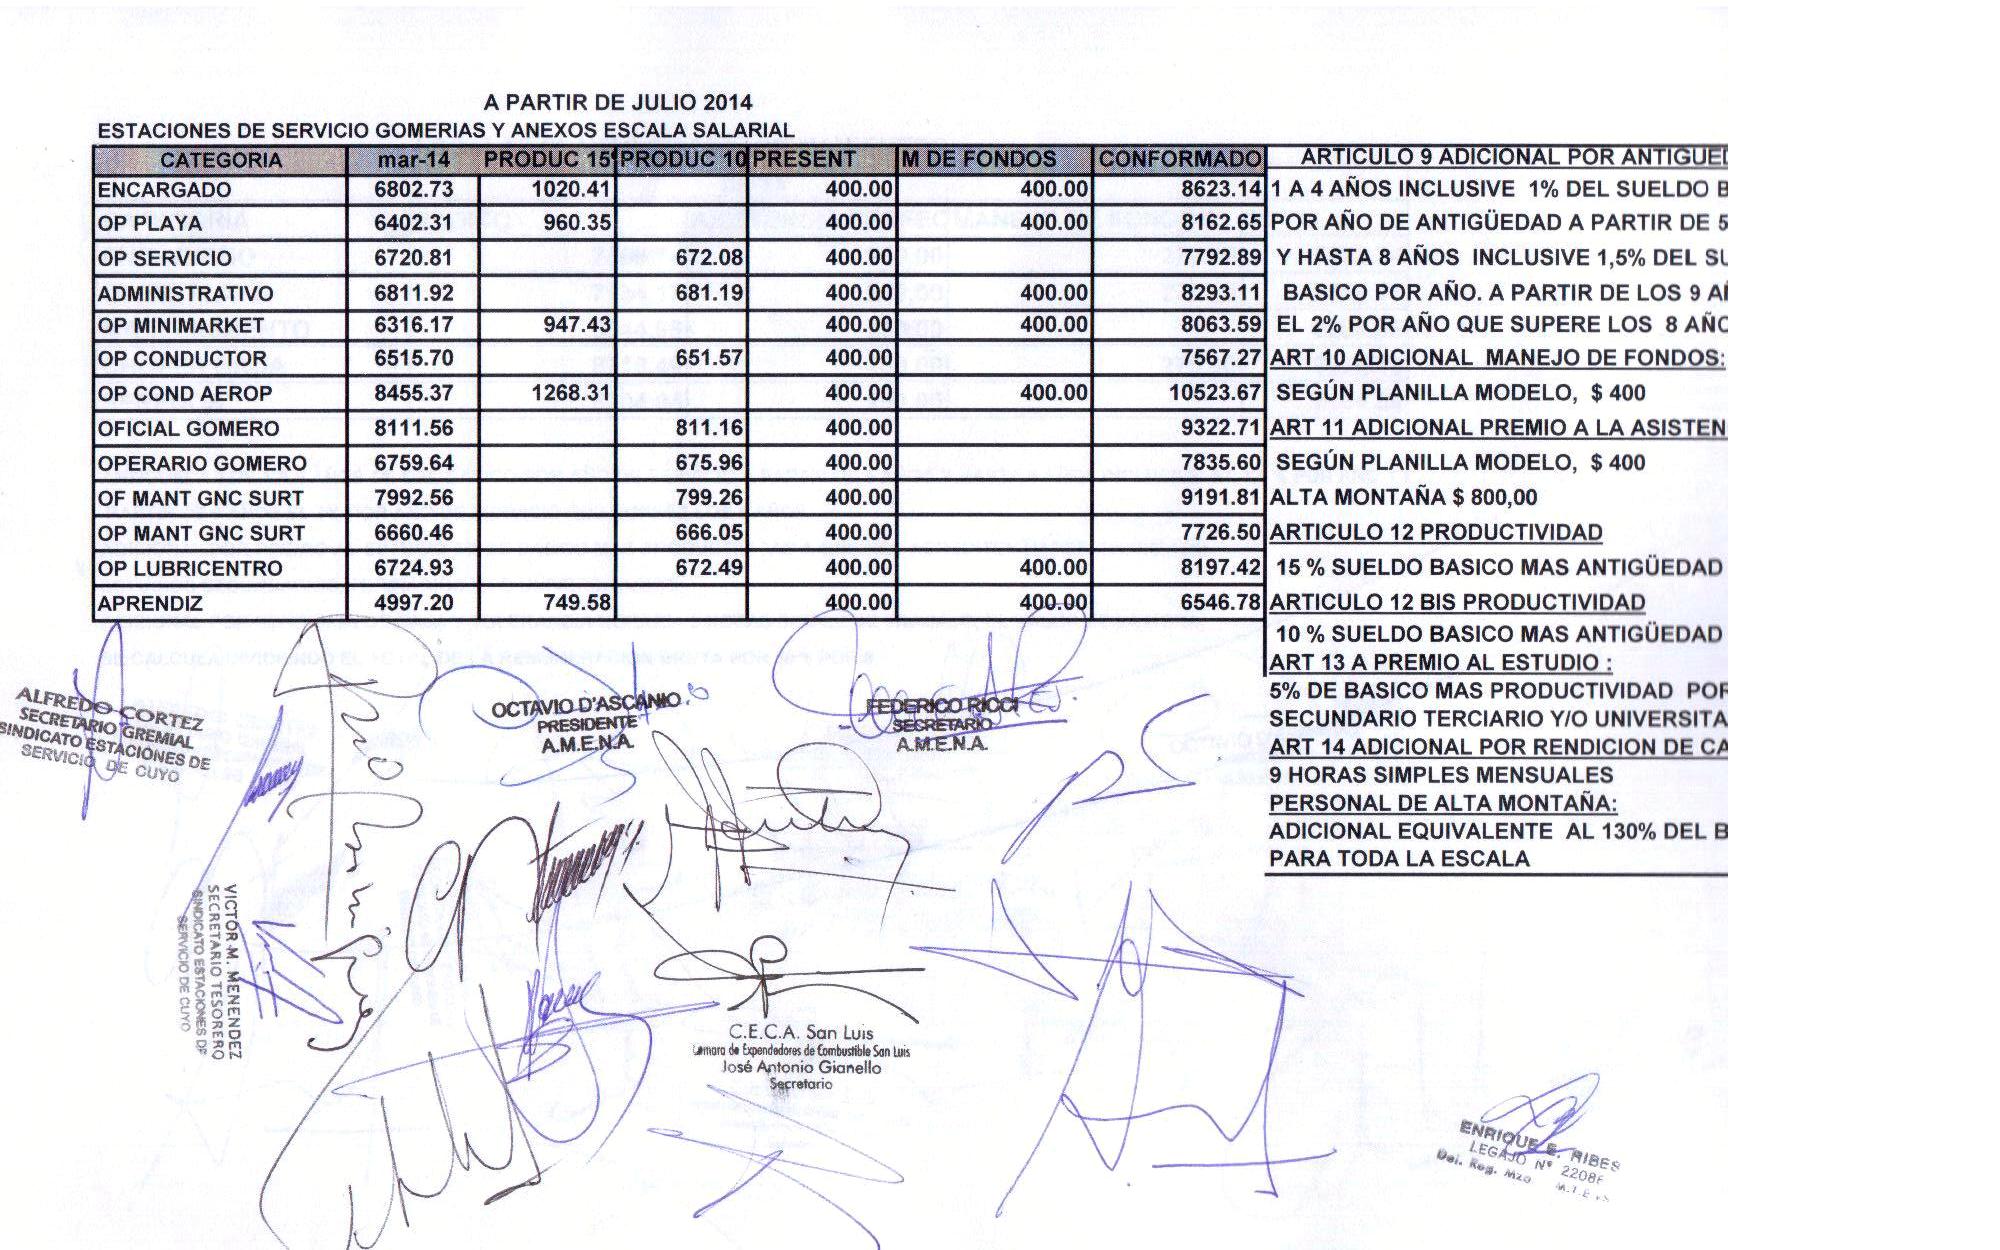 A PARTIR DE JULIO 2014
ESTACIONES DE SERVICIO GOMERIAS Y ANEXOS ESCALA SALARIAL
CATEGORIA mar-14 PRODUC 15 PRODUC 10 PRESENT M DE FONDOS CONFORMADO
ENCARGADO 6802.73 1020.41 400.00 400.00 8623.14
OP PLAYA 6402.31 960.35 400.00 400.00 8162.65
OP SERVICIO 6720.81 672.08 400.00 7792.89
ADMINISTRATIVO 6811.92 681.19 400.00 400.00 8293.11
OP MINIMARKET 6316.17 947.43 400.00 400.00 8063.59
OP CONDUCTOR 6515.70 651.57 400.00 7567.27
OP COND AEROP 8455.37 1268.31 400.00 400.00 10523.67
OFICIAL GOMERO 8111.56 811.16 400.00 9322.71
OPERARIO GOMERO 6759.64 675.96 400.00 7835.60
OF MANT GNC SURT 7992.56 799.26 400.00 9191.81
OP MANT GNC SURT 6660.46 666.05 400.00 7726.50
OP LUBRICENTRO 6724.93 672.49 400.00 400.00 8197.42
APRENDIZ 4997.20 749.58 400.00 400.00 6546.78
ARTICULO 9 ADICIONAL POR ANTIGUED
1 A 4 AÑOS INCLUSIVE 1% DEL SUELDO B
POR AÑO DE ANTIGÜEDAD A PARTIR DE 5
Y HASTA 8 AÑOS INCLUSIVE 1,5% DEL SU
BASICO POR AÑO. A PARTIR DE LOS 9 AÑ
EL 2% POR AÑO QUE SUPERE LOS 8 AÑO
ART 10 ADICIONAL MANEJO DE FONDOS:
SEGÚN PLANILLA MODELO, $ 400
ART 11 ADICIONAL PREMIO A LA ASISTEN
SEGÚN PLANILLA MODELO, $ 400
ALTA MONTAÑA $ 800,00
ARTICULO 12 PRODUCTIVIDAD
15 % SUELDO BASICO MAS ANTIGÜEDAD
ARTICULO 12 BIS PRODUCTIVIDAD
10 % SUELDO BASICO MAS ANTIGÜEDAD
ART 13 A PREMIO AL ESTUDIO :
5% DE BASICO MAS PRODUCTIVIDAD POR
SECUNDARIO TERCIARIO Y/O UNIVERSITA
ART 14 ADICIONAL POR RENDICION DE CA
9 HORAS SIMPLES MENSUALES
PERSONAL DE ALTA MONTAÑA:
ADICIONAL EQUIVALENTE AL 130% DEL B
PARA TODA LA ESCALA
ALFREDO CORTEZ
SECRETARIO GREMIAL
SINDICATO ESTACIONES DE
SERVICIO DE CUYO
OCTAVIO D'ASCANIO
PRESIDENTE
A.M.E.N.A.
FEDERICO RICCI
SECRETARIO
A.M.E.N.A.
VICTOR M. MENENDEZ
SECRETARIO TESORERO
SINDICATO ESTACIONES DE
SERVICIO DE CUYO
C.E.C.A. San Luis
Cámara de Expendedores de Combustible San Luis
José Antonio Gianello
Secretario
ENRIQUE E. RIBES
LEGAJO Nº
Del. Reg. Mza